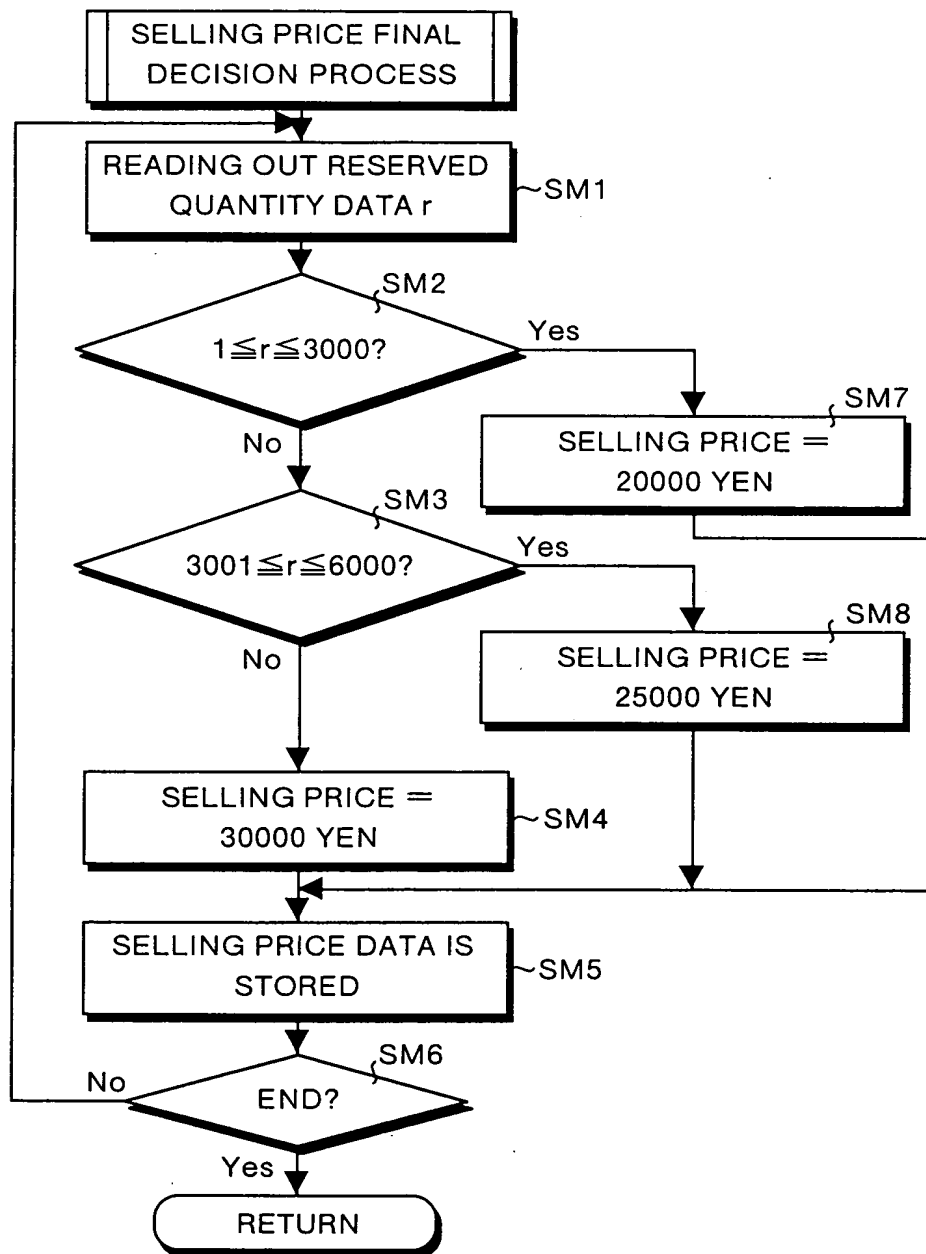 SELLING PRICE FINAL
DECISION PROCESS
READING OUT RESERVED
QUANTITY DATA r
SM1
SM2
1≦r≦3000?
Yes
No
SM7
SELLING PRICE =
20000 YEN
SM3
3001≦r≦6000?
Yes
No
SM8
SELLING PRICE =
25000 YEN
SELLING PRICE =
30000 YEN
SM4
SELLING PRICE DATA IS
STORED
SM5
SM6
No
END?
Yes
RETURN